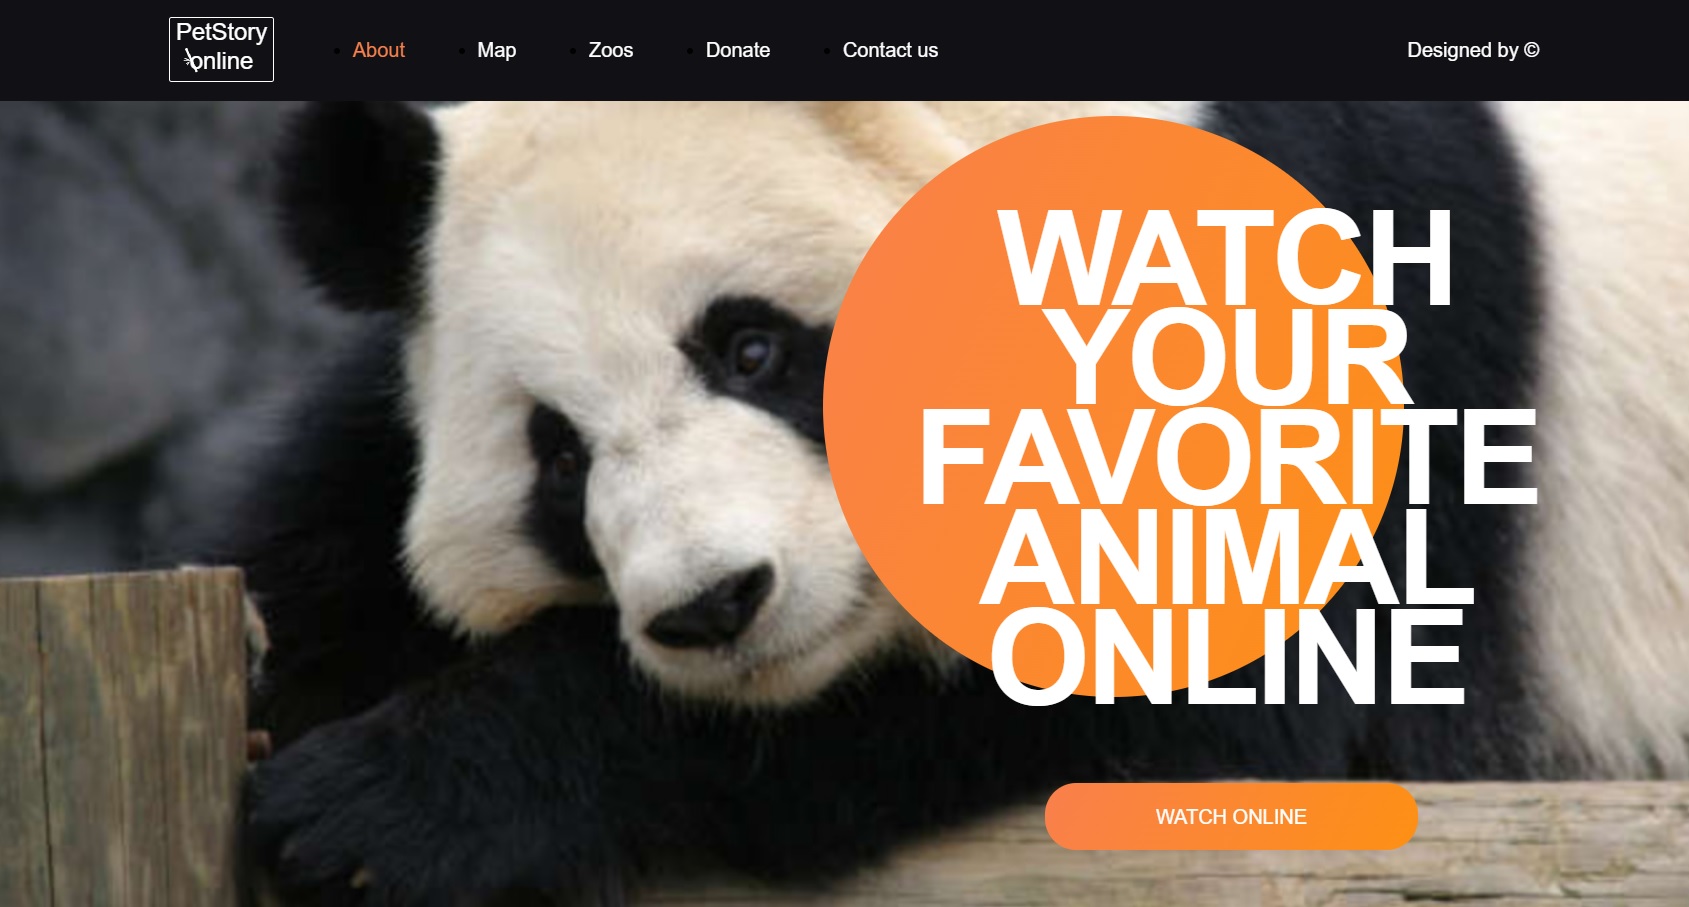 PetStory
online
About Map Zoos Donate Contact us Designed by ©
WATCH
YOUR
FAVORITE
ANIMAL
ONLINE
WATCH ONLINE